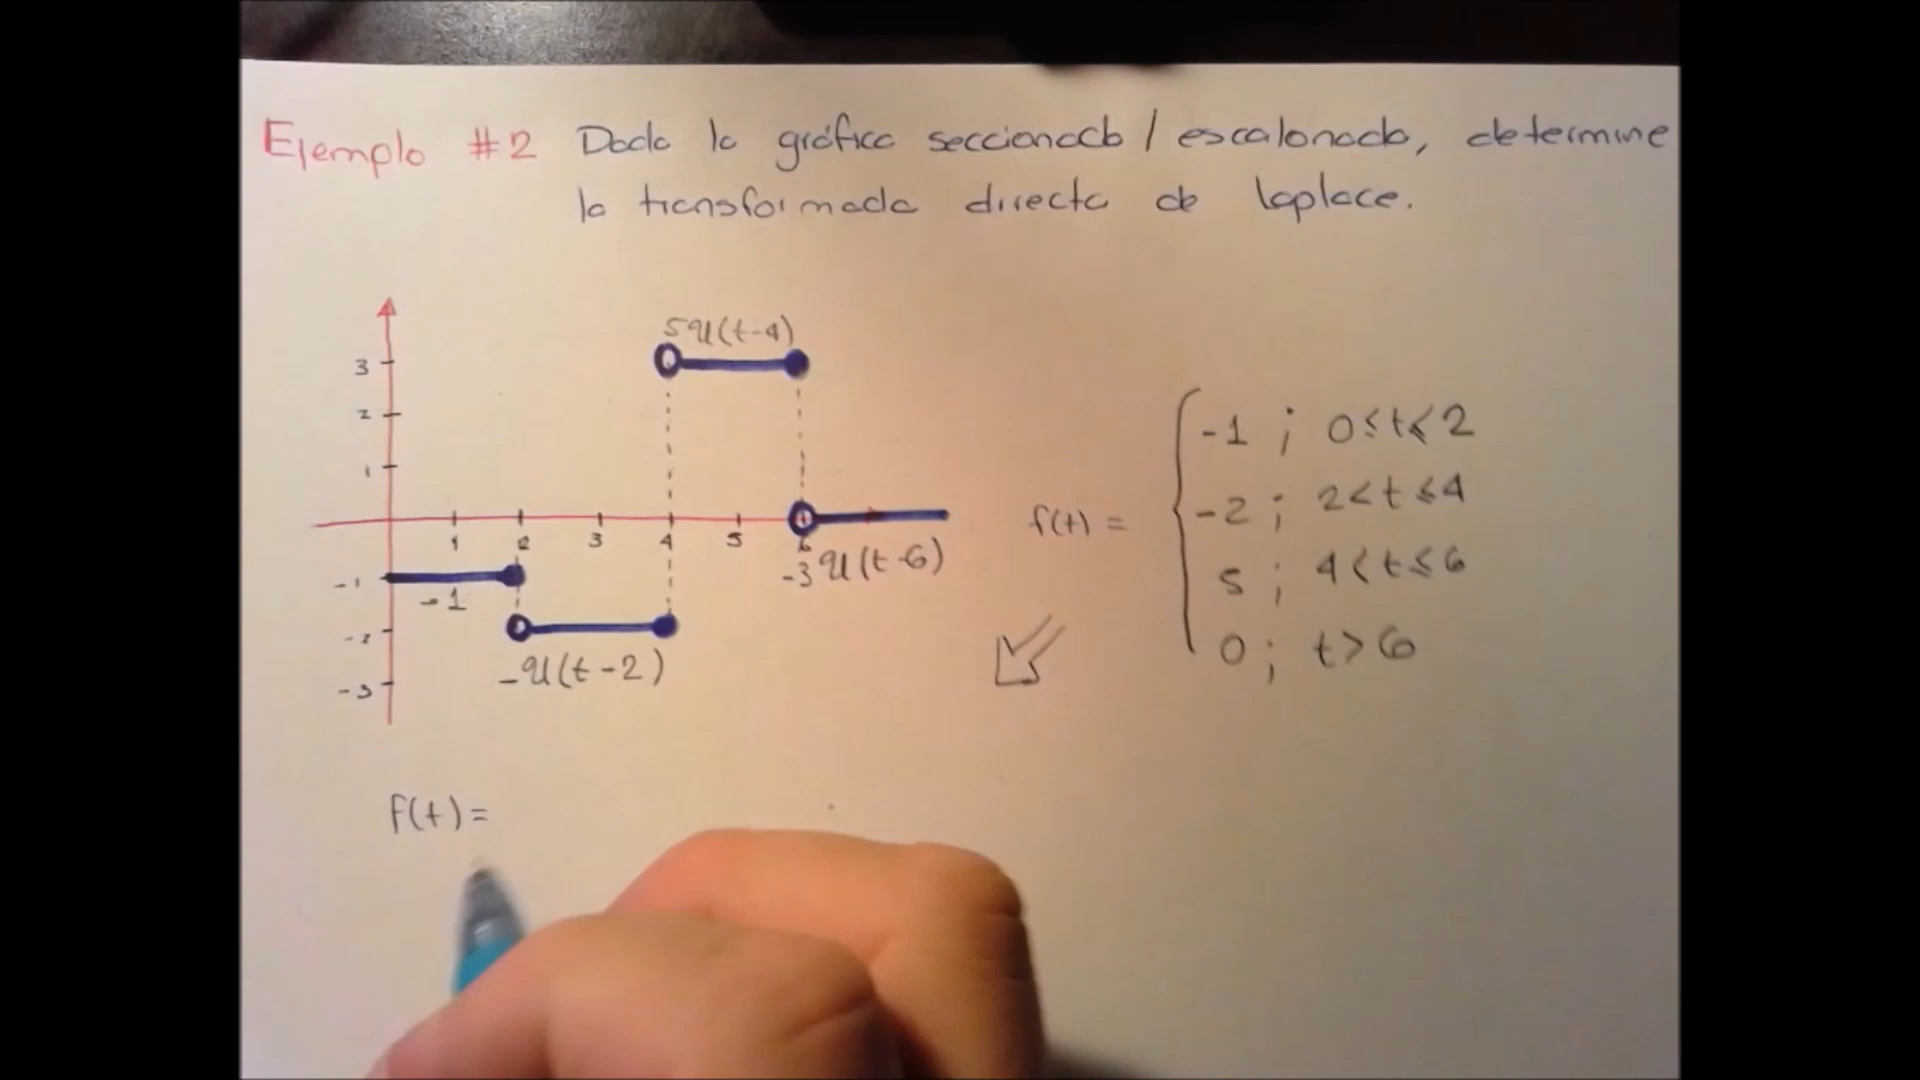 Ejemplo #2 Dada la gráfica seccionada / escalonada, determine
la transformada directa de laplace.
5U(t-4)
3
2
1
1 2 3 4 5 6
-3U(t-6)
-1
-1
-2
-U(t-2)
-3
f(t) =
-1 ; 0≤t≤2
-2 ; 2<t≤4
5 ; 4<t≤6
0 ; t>6
f(t) =